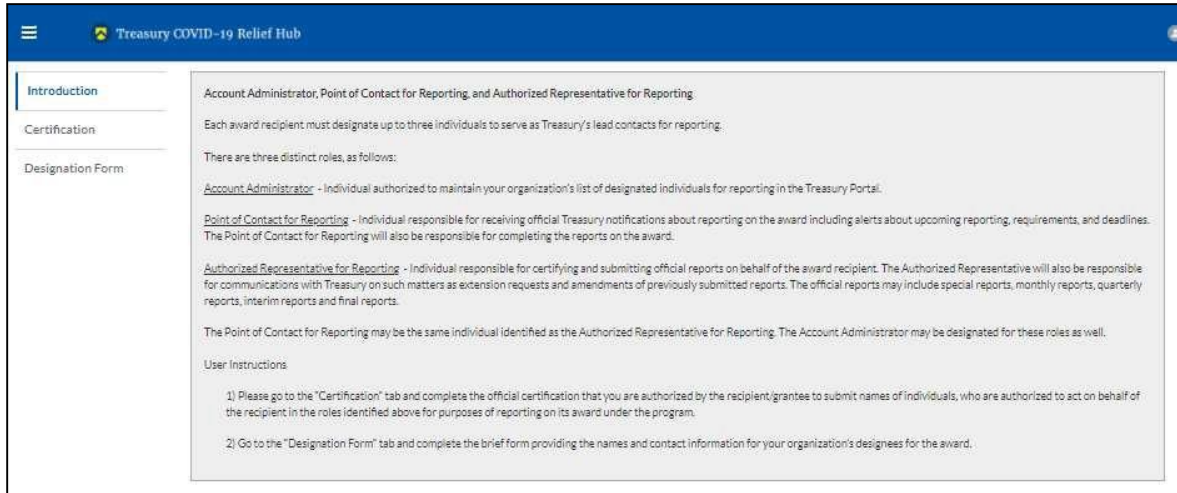 Treasury COVID-19 Relief Hub
Introduction
Certification
Designation Form
Account Administrator, Point of Contact for Reporting, and Authorized Representative for Reporting
Each award recipient must designate up to three individuals to serve as Treasury's lead contacts for reporting.
There are three distinct roles, as follows:
Account Administrator - Individual authorized to maintain your organization's list of designated individuals for reporting in the Treasury Portal.
Point of Contact for Reporting - Individual responsible for receiving official Treasury notifications about reporting on the award including alerts about upcoming reporting, requirements, and deadlines.
The Point of Contact for Reporting will also be responsible for completing the reports on the award.
Authorized Representative for Reporting - Individual responsible for certifying and submitting official reports on behalf of the award recipient. The Authorized Representative will also be responsible
for communications with Treasury on such matters as extension requests and amendments of previously submitted reports. The official reports may include special reports, monthly reports, quarterly
reports, interim reports and final reports.
The Point of Contact for Reporting may be the same individual identified as the Authorized Representative for Reporting. The Account Administrator may be designated for these roles as well.
User Instructions
1) Please go to the "Certification" tab and complete the official certification that you are authorized by the recipient/grantee to submit names of individuals, who are authorized to act on behalf of
the recipient in the roles identified above for purposes of reporting on its award under the program.
2) Go to the "Designation Form" tab and complete the brief form providing the names and contact information for your organization's designees for the award.